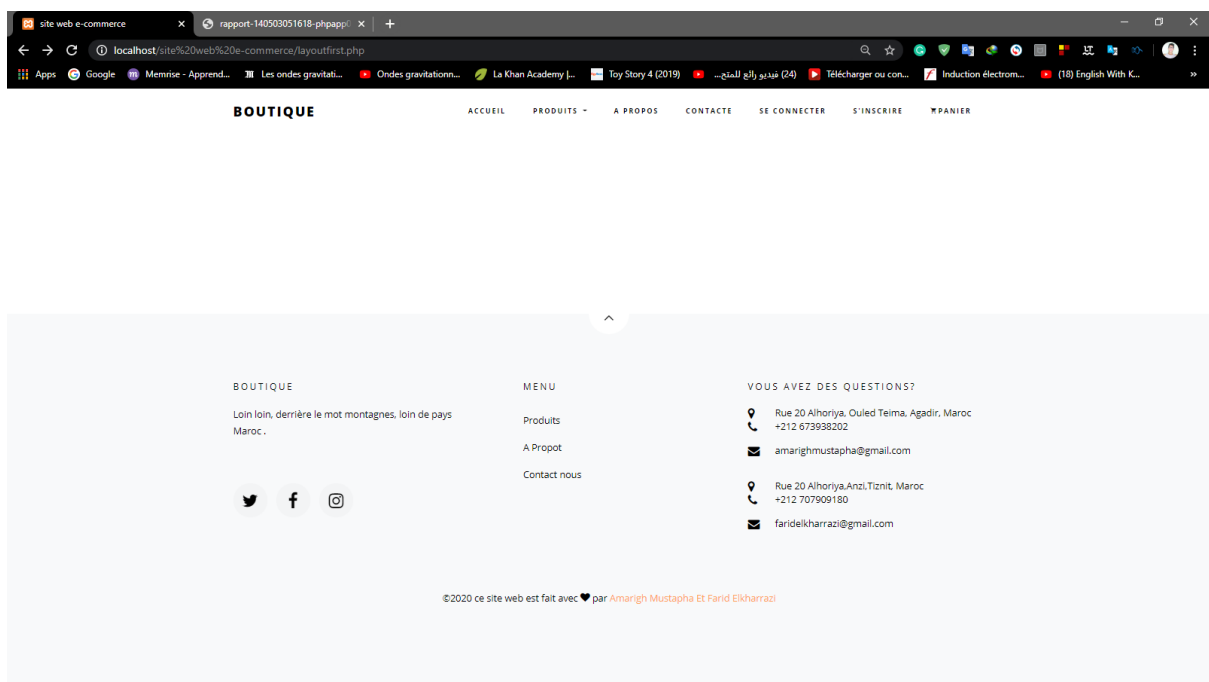 site web e-commerce
rapport-140503051618-phpapp0
localhost/site%20web%20e-commerce/layoutfirst.php
Apps Google Memrise - Apprend... Les ondes gravitati... Ondes gravitationn... La Khan Academy |... Toy Story 4 (2019) (24) فيديو رائع للمتح... Télécharger ou con... Induction électrom... (18) English With K... »
BOUTIQUE ACCUEIL PRODUITS A PROPOS CONTACTE SE CONNECTER S'INSCRIRE PANIER
BOUTIQUE
Loin loin, derrière le mot montagnes, loin de pays
Maroc .
MENU
Produits
A Propot
Contact nous
VOUS AVEZ DES QUESTIONS?
Rue 20 Alhoriya, Ouled Teima, Agadir, Maroc
+212 673938202
amarighmustapha@gmail.com
Rue 20 Alhoriya,Anzi,Tiznit, Maroc
+212 707909180
faridelkharrazi@gmail.com
©2020 ce site web est fait avec ♥ par Amarigh Mustapha Et Farid Elkharrazi